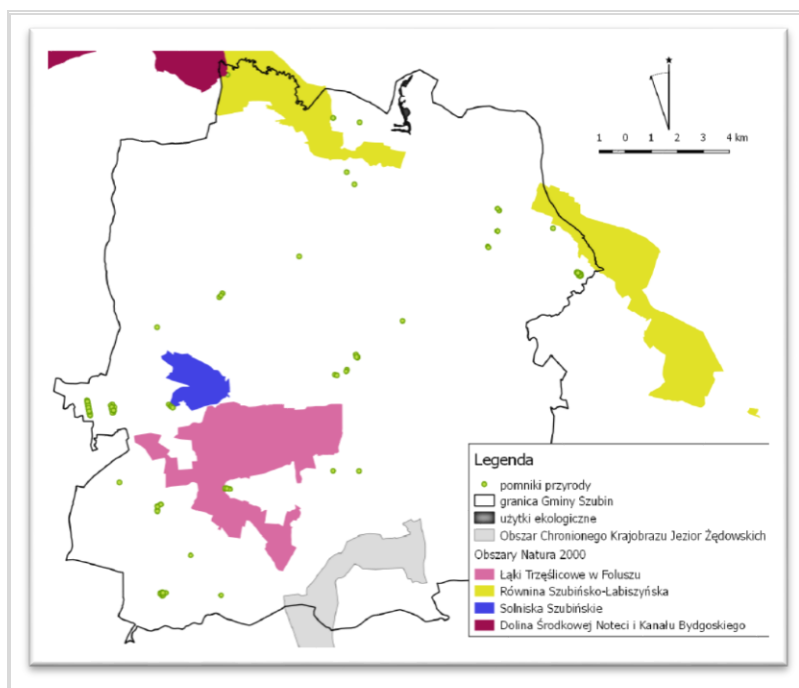 1 0 1 2 3 4 km
Legenda
pomniki przyrody
granica Gminy Szubin
użytki ekologiczne
Obszar Chronionego Krajobrazu Jezior Żędowskich
Obszary Natura 2000
Łąki Trzęślicowe w Foluszu
Równina Szubińsko-Łabiszyńska
Solniska Szubińskie
Dolina Środkowej Noteci i Kanału Bydgoskiego